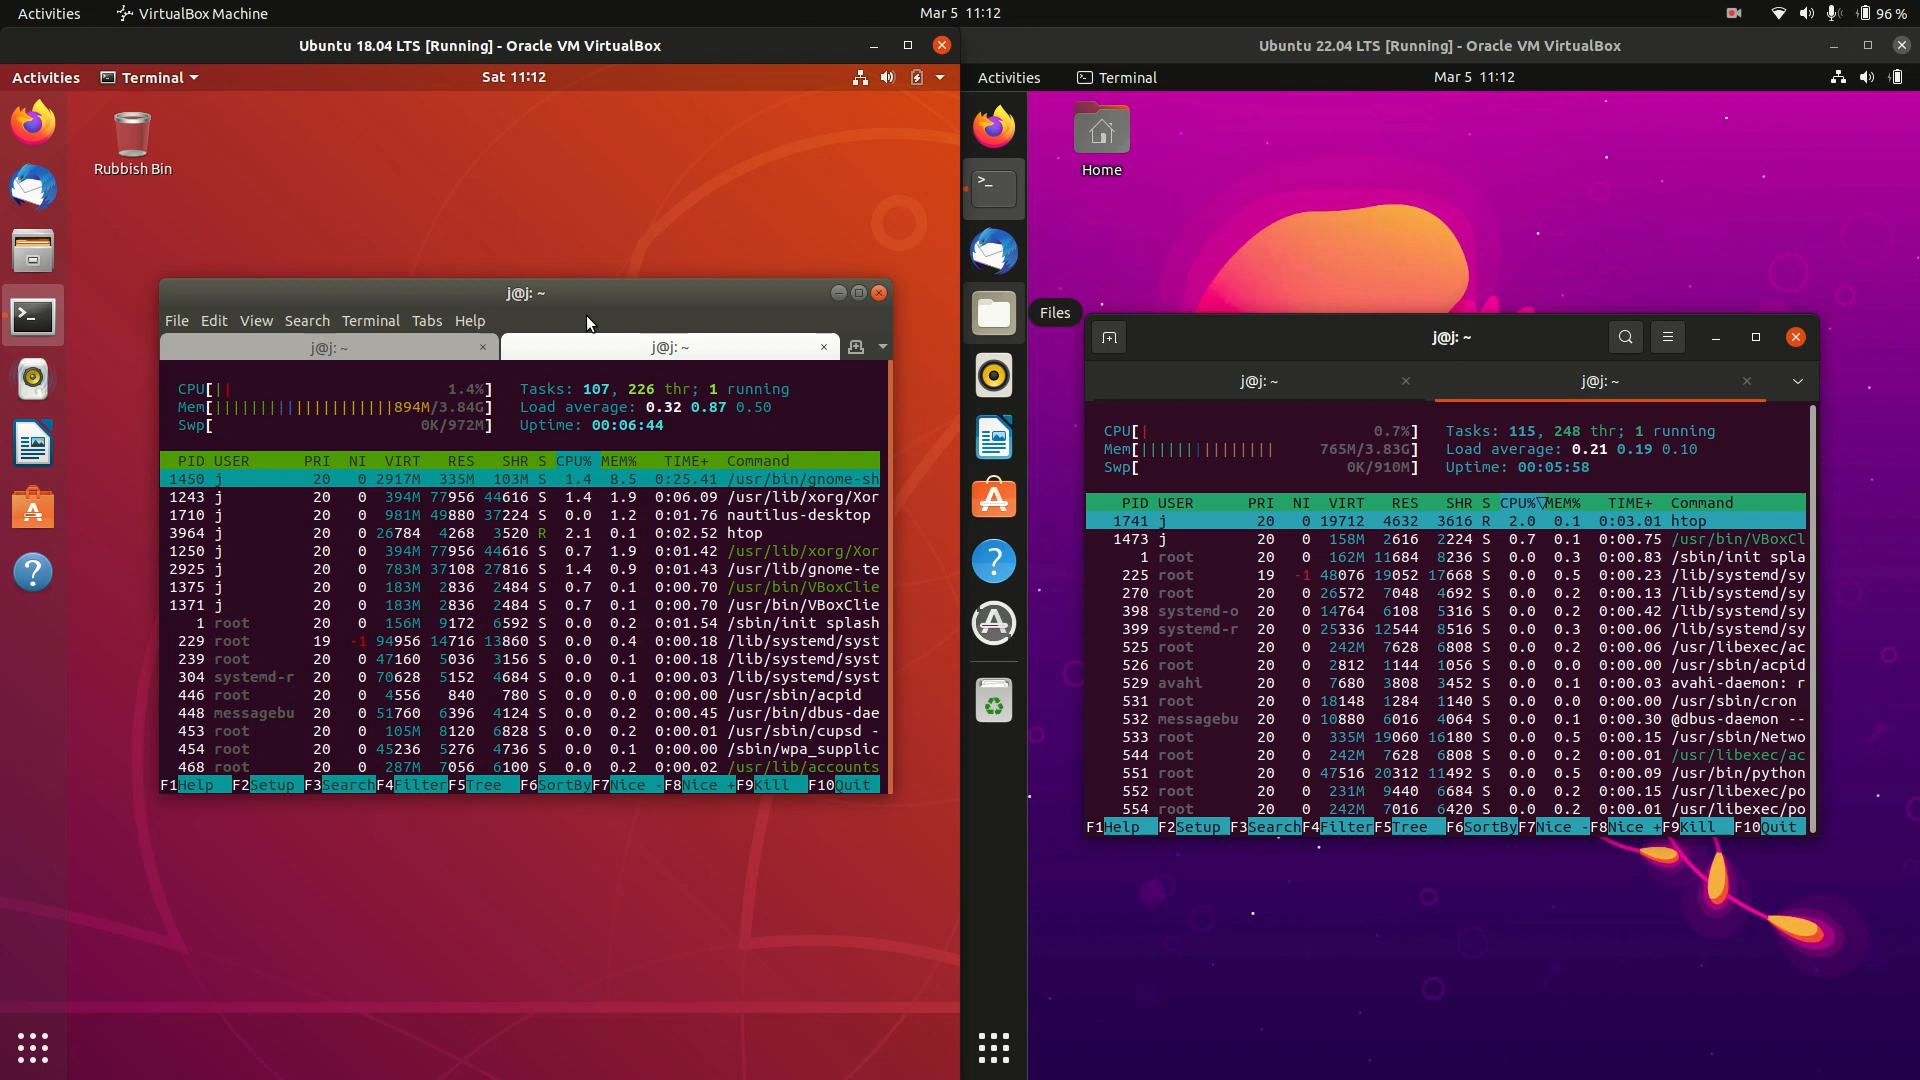 Activities VirtualBox Machine Mar 5 11:12 96 %
Ubuntu 18.04 LTS [Running] - Oracle VM VirtualBox
Activities Terminal Sat 11:12
Rubbish Bin
j@j: ~
File Edit View Search Terminal Tabs Help
j@j: ~ × j@j: ~ ×
CPU[|| 1.4%] Tasks: 107, 226 thr; 1 running
Mem[||||||||||||||||||||894M/3.84G] Load average: 0.32 0.87 0.50
Swp[ 0K/972M] Uptime: 00:06:44
PID USER PRI NI VIRT RES SHR S CPU% MEM% TIME+ Command
1450 j 20 0 2917M 335M 103M S 1.4 8.5 0:25.41 /usr/bin/gnome-sh
1243 j 20 0 394M 77956 44616 S 1.4 1.9 0:06.09 /usr/lib/xorg/Xor
1710 j 20 0 981M 49880 37224 S 0.0 1.2 0:01.76 nautilus-desktop
3964 j 20 0 26784 4268 3520 R 2.1 0.1 0:02.52 htop
1250 j 20 0 394M 77956 44616 S 0.7 1.9 0:01.42 /usr/lib/xorg/Xor
2925 j 20 0 783M 37108 27816 S 1.4 0.9 0:01.43 /usr/lib/gnome-te
1375 j 20 0 183M 2836 2484 S 0.7 0.1 0:00.70 /usr/bin/VBoxClie
1371 j 20 0 183M 2836 2484 S 0.7 0.1 0:00.70 /usr/bin/VBoxClie
1 root 20 0 156M 9172 6592 S 0.0 0.2 0:01.54 /sbin/init splash
229 root 19 -1 94956 14716 13860 S 0.0 0.4 0:00.18 /lib/systemd/syst
239 root 20 0 47160 5036 3156 S 0.0 0.1 0:00.18 /lib/systemd/syst
304 systemd-r 20 0 70628 5152 4684 S 0.0 0.1 0:00.03 /lib/systemd/syst
446 root 20 0 4556 840 780 S 0.0 0.0 0:00.00 /usr/sbin/acpid
448 messagebu 20 0 51760 6396 4124 S 0.0 0.2 0:00.45 /usr/bin/dbus-dae
453 root 20 0 105M 8120 6828 S 0.0 0.2 0:00.01 /usr/sbin/cupsd -
454 root 20 0 45236 5276 4736 S 0.0 0.1 0:00.00 /sbin/wpa_supplic
468 root 20 0 287M 7056 6100 S 0.0 0.2 0:00.02 /usr/lib/accounts
F1Help F2Setup F3SearchF4FilterF5Tree F6SortByF7Nice -F8Nice +F9Kill F10Quit
Ubuntu 22.04 LTS [Running] - Oracle VM VirtualBox
Activities Terminal Mar 5 11:12
Home
Files
j@j: ~
j@j: ~ × j@j: ~ ×
CPU[| 0.7%] Tasks: 115, 248 thr; 1 running
Mem[||||||||||||||| 765M/3.83G] Load average: 0.21 0.19 0.10
Swp[ 0K/910M] Uptime: 00:05:58
PID USER PRI NI VIRT RES SHR S CPU%▽MEM% TIME+ Command
1741 j 20 0 19712 4632 3616 R 2.0 0.1 0:03.01 htop
1473 j 20 0 158M 2616 2224 S 0.7 0.1 0:00.75 /usr/bin/VBoxCl
1 root 20 0 162M 11684 8236 S 0.0 0.3 0:00.83 /sbin/init spla
225 root 19 -1 48076 19052 17668 S 0.0 0.5 0:00.23 /lib/systemd/sy
270 root 20 0 26572 7048 4692 S 0.0 0.2 0:00.13 /lib/systemd/sy
398 systemd-o 20 0 14764 6108 5316 S 0.0 0.2 0:00.42 /lib/systemd/sy
399 systemd-r 20 0 25336 12544 8516 S 0.0 0.3 0:00.06 /lib/systemd/sy
525 root 20 0 242M 7628 6808 S 0.0 0.2 0:00.06 /usr/libexec/ac
526 root 20 0 2812 1144 1056 S 0.0 0.0 0:00.00 /usr/sbin/acpid
529 avahi 20 0 7680 3808 3452 S 0.0 0.1 0:00.03 avahi-daemon: r
531 root 20 0 18148 1284 1140 S 0.0 0.0 0:00.00 /usr/sbin/cron
532 messagebu 20 0 10880 6016 4064 S 0.0 0.1 0:00.30 @dbus-daemon --
533 root 20 0 335M 19060 16180 S 0.0 0.5 0:00.15 /usr/sbin/Netwo
544 root 20 0 242M 7628 6808 S 0.0 0.2 0:00.01 /usr/libexec/ac
551 root 20 0 47516 20312 11492 S 0.0 0.5 0:00.09 /usr/bin/python
552 root 20 0 231M 9440 6684 S 0.0 0.2 0:00.15 /usr/libexec/po
554 root 20 0 242M 7016 6420 S 0.0 0.2 0:00.01 /usr/libexec/po
F1Help F2Setup F3SearchF4FilterF5Tree F6SortByF7Nice -F8Nice +F9Kill F10Quit